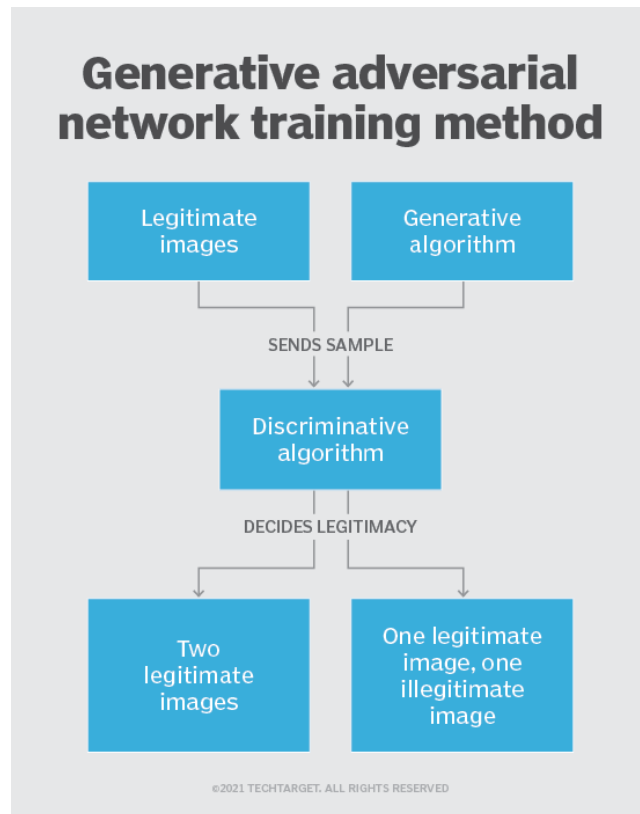 Generative adversarial
network training method
Legitimate
images
Generative
algorithm
SENDS SAMPLE
Discriminative
algorithm
DECIDES LEGITIMACY
Two
legitimate
images
One legitimate
image, one
illegitimate
image
©2021 TECHTARGET. ALL RIGHTS RESERVED